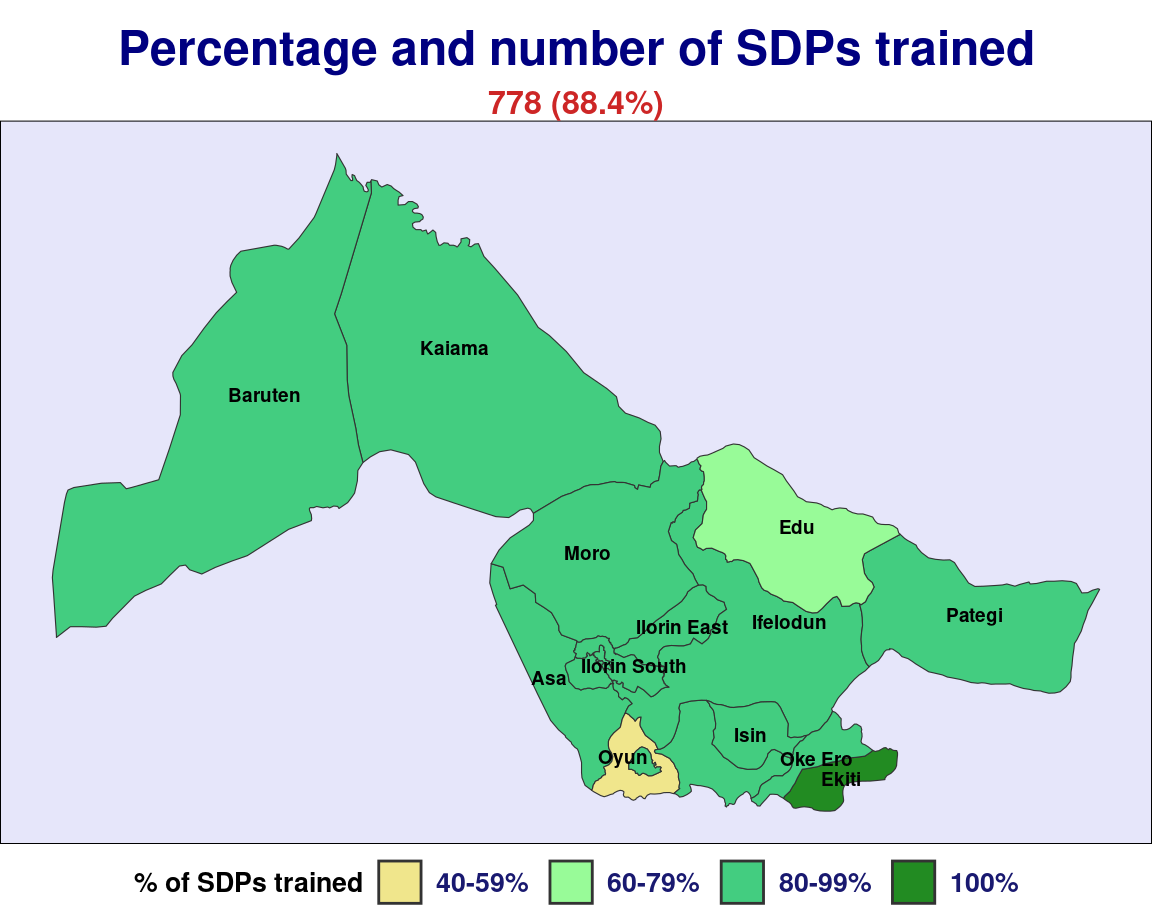 Percentage and number of SDPs trained
778 (88.4%)
Kaiama
Baruten
Edu
Moro
Pategi
Ifelodun
Ilorin East
Ilorin South
Asa
Isin
Oyun
Oke Ero
Ekiti
% of SDPs trained 40-59% 60-79% 80-99% 100%